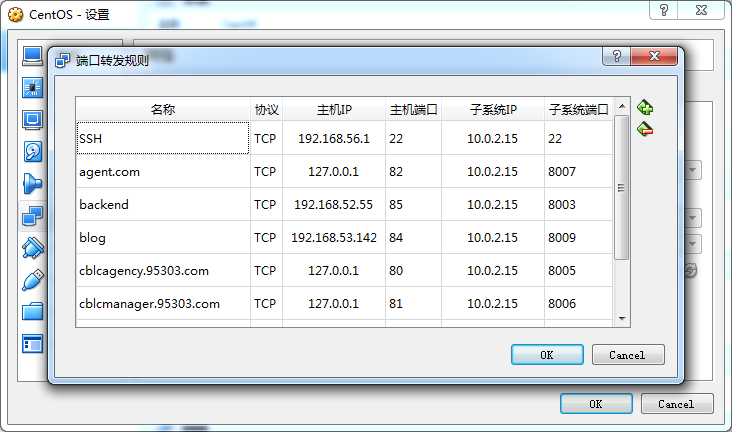 CentOS - 设置
端口转发规则
名称 协议 主机IP 主机端口 子系统IP 子系统端口
SSH TCP 192.168.56.1 22 10.0.2.15 22
agent.com TCP 127.0.0.1 82 10.0.2.15 8007
backend TCP 192.168.52.55 85 10.0.2.15 8003
blog TCP 192.168.53.142 84 10.0.2.15 8009
cblcagency.95303.com TCP 127.0.0.1 80 10.0.2.15 8005
cblcmanager.95303.com TCP 127.0.0.1 81 10.0.2.15 8006
OK Cancel
OK Cancel